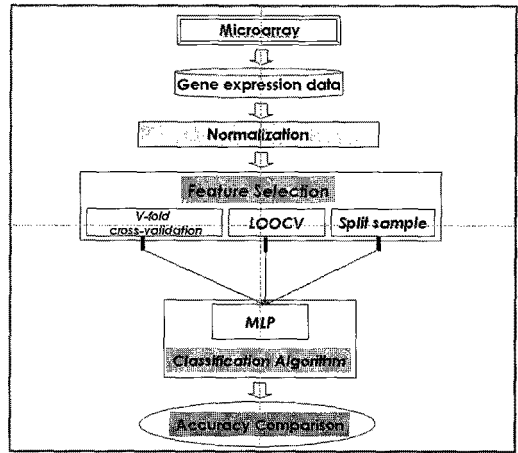 Microarray
Gene expression data
Normalization
Feature Selection
V-fold
cross-validation
LOOCV
Split sample
MLP
Classification Algorithm
Accuracy Comparison